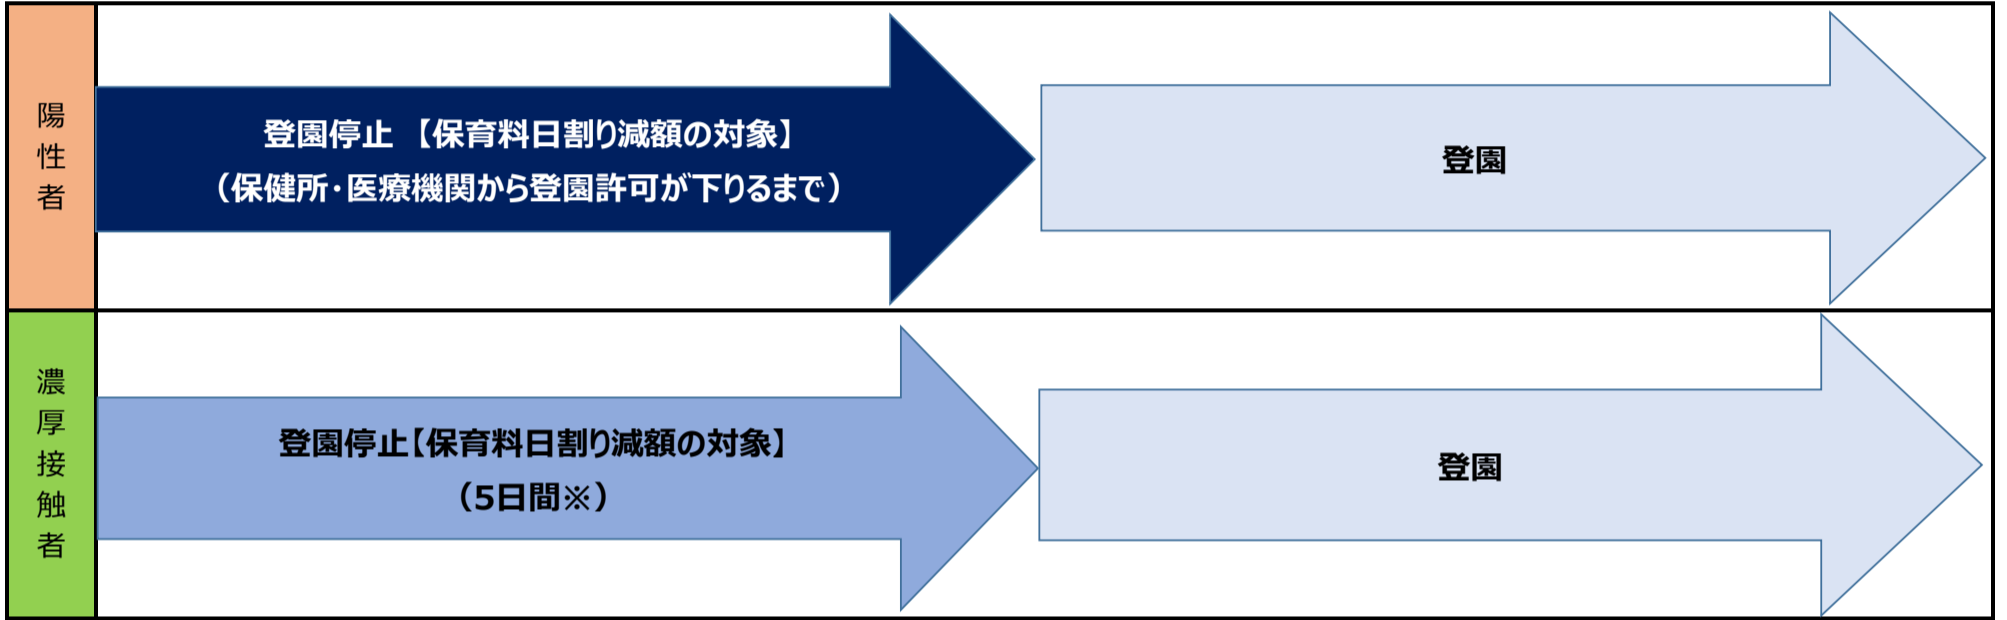 陽性者
登園停止 【保育料日割り減額の対象】
（保健所・医療機関から登園許可が下りるまで）
登園
濃厚接触者
登園停止【保育料日割り減額の対象】
（5日間※）
登園